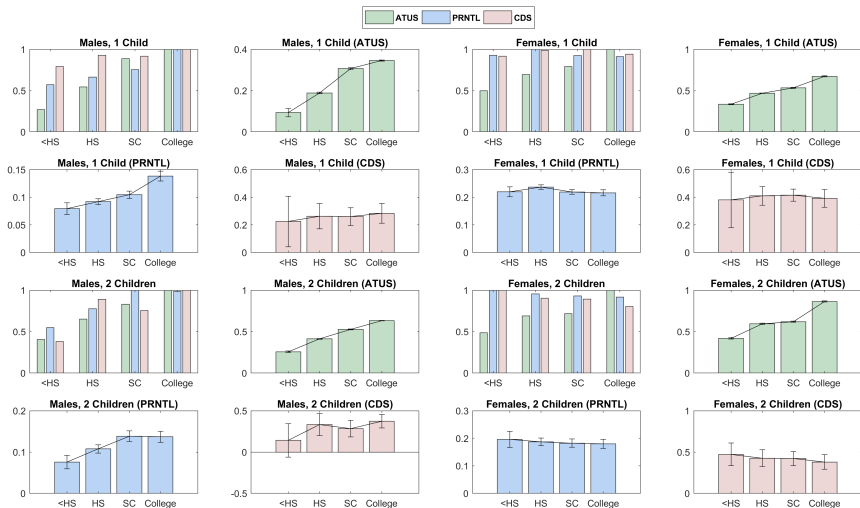 ATUS PRNTL CDS
Males, 1 Child
1
0.5
0
<HS HS SC College
Males, 1 Child (ATUS)
0.4
0.2
0
<HS HS SC College
Females, 1 Child
1
0.5
0
<HS HS SC College
Females, 1 Child (ATUS)
1
0.5
0
<HS HS SC College
Males, 1 Child (PRNTL)
0.15
0.1
0.05
0
<HS HS SC College
Males, 1 Child (CDS)
0.6
0.4
0.2
0
<HS HS SC College
Females, 1 Child (PRNTL)
0.3
0.2
0.1
0
<HS HS SC College
Females, 1 Child (CDS)
0.6
0.4
0.2
0
<HS HS SC College
Males, 2 Children
1
0.5
0
<HS HS SC College
Males, 2 Children (ATUS)
1
0.5
0
<HS HS SC College
Females, 2 Children
1
0.5
0
<HS HS SC College
Females, 2 Children (ATUS)
1
0.5
0
<HS HS SC College
Males, 2 Children (PRNTL)
0.2
0.1
0
<HS HS SC College
Males, 2 Children (CDS)
0.5
0
-0.5
<HS HS SC College
Females, 2 Children (PRNTL)
0.3
0.2
0.1
0
<HS HS SC College
Females, 2 Children (CDS)
1
0.5
0
<HS HS SC College